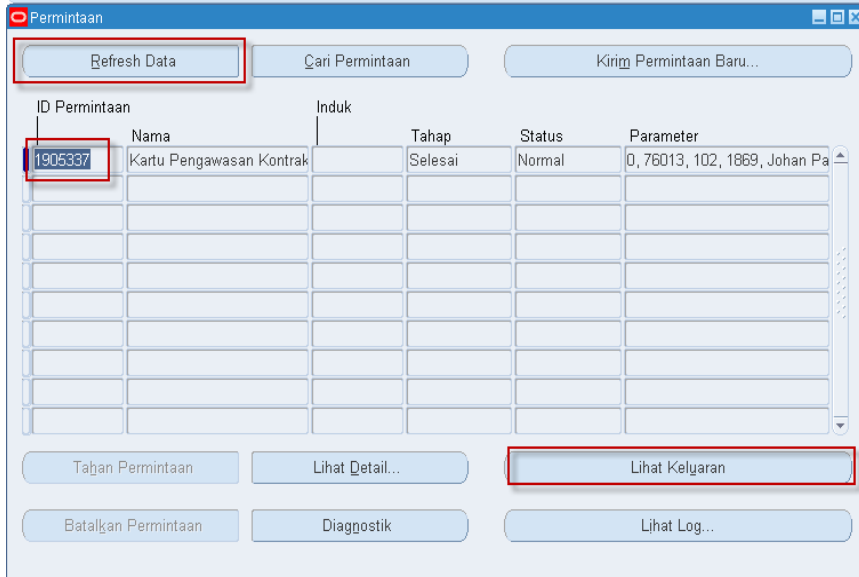 Permintaan
Refresh Data
Cari Permintaan
Kirim Permintaan Baru...
ID Permintaan
Induk
Nama
Tahap
Status
Parameter
1905337
Kartu Pengawasan Kontrak
Selesai
Normal
0, 76013, 102, 1869, Johan Pa
Tahan Permintaan
Lihat Detail...
Lihat Keluaran
Batalkan Permintaan
Diagnostik
Lihat Log...